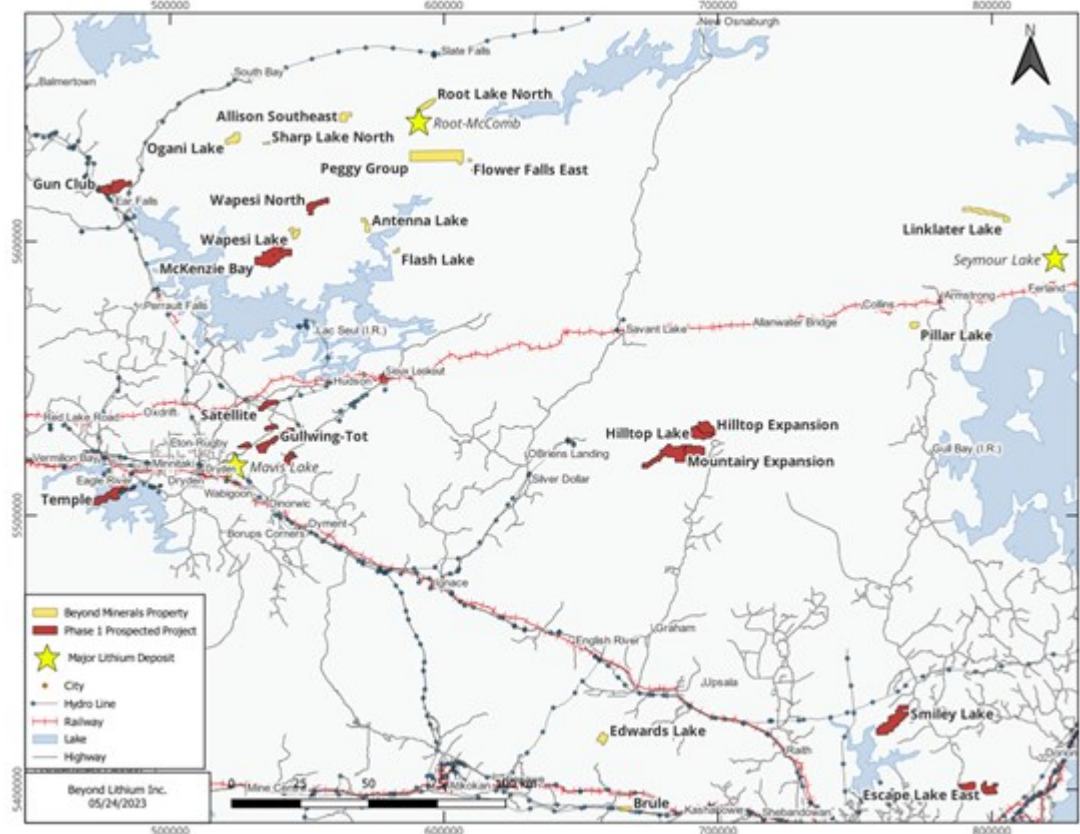 500000 600000 700000 800000
New Osnaburgh
N
Slate Falls
South Bay
Balmertown
Root Lake North
Allison Southeast
Root-McComb
Sharp Lake North
Ogani Lake
Peggy Group
Flower Falls East
Gun Club
Ear Falls
Wapesi North
Antenna Lake
Linklater Lake
Wapesi Lake
5600000
Flash Lake
Seymour Lake
McKenzie Bay
Ferland
Armstrong
Collins
Perrault Falls
Allanwater Bridge
Savant Lake
Lac Seul (I.R.)
Pillar Lake
Sioux Lookout
Hudson
Satellite
Oxdrift
Red Lake Road
Hilltop Expansion
Hilltop Lake
Gullwing-Tot
Eton-Rugby
Gull Bay (I.R.)
OBriens Landing
Vermilion Bay
Minnitaki
Mavis Lake
Mountairy Expansion
Dryden
Eagle River
Dryden
Silver Dollar
Temple
Wabigoon
Dinorwic
5500000
Dyment
Borups Corners
Ignace
Beyond Minerals Property
Phase 1 Prospected Project
Major Lithium Deposit
City
Hydro Line
Railway
Lake
Highway
Graham
English River
Upsala
Smiley Lake
Edwards Lake
Raith
5400000
Beyond Lithium Inc.
05/24/2023
0 25 50 100 km
Atikokan
Escape Lake East
Brule
Kashabowie
Shebandowan
500000 600000 700000 800000